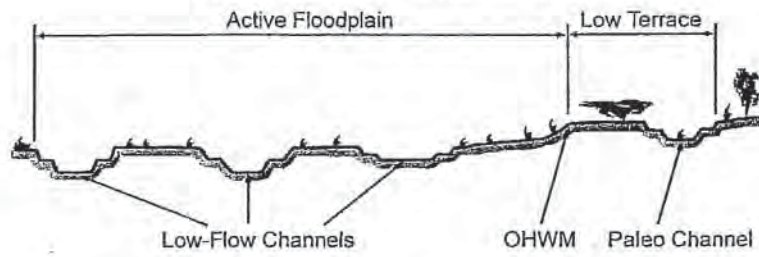 Active Floodplain
Low Terrace
Low-Flow Channels
OHWM
Paleo Channel